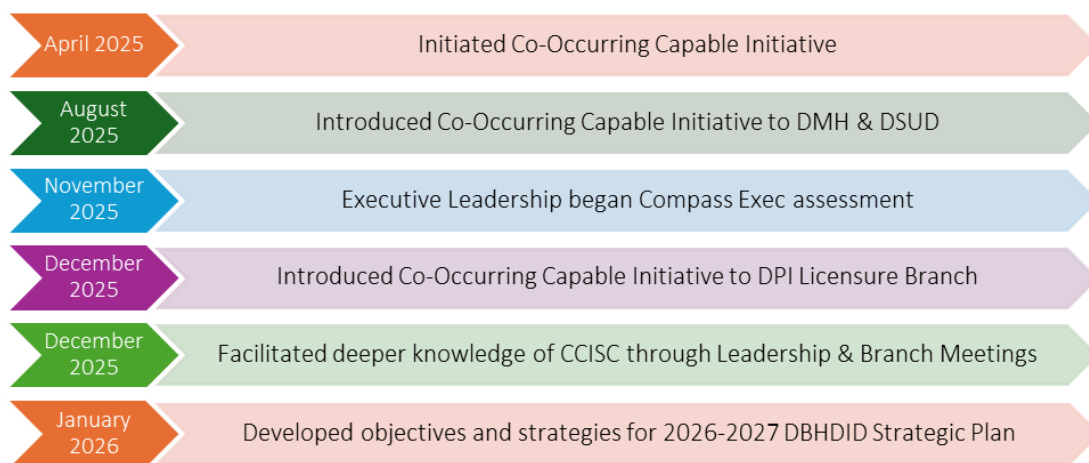 April 2025
Initiated Co-Occurring Capable Initiative
August
2025
Introduced Co-Occurring Capable Initiative to DMH & DSUD
November
2025
Executive Leadership began Compass Exec assessment
December
2025
Introduced Co-Occurring Capable Initiative to DPI Licensure Branch
December
2025
Facilitated deeper knowledge of CCISC through Leadership & Branch Meetings
January
2026
Developed objectives and strategies for 2026-2027 DBHDID Strategic Plan